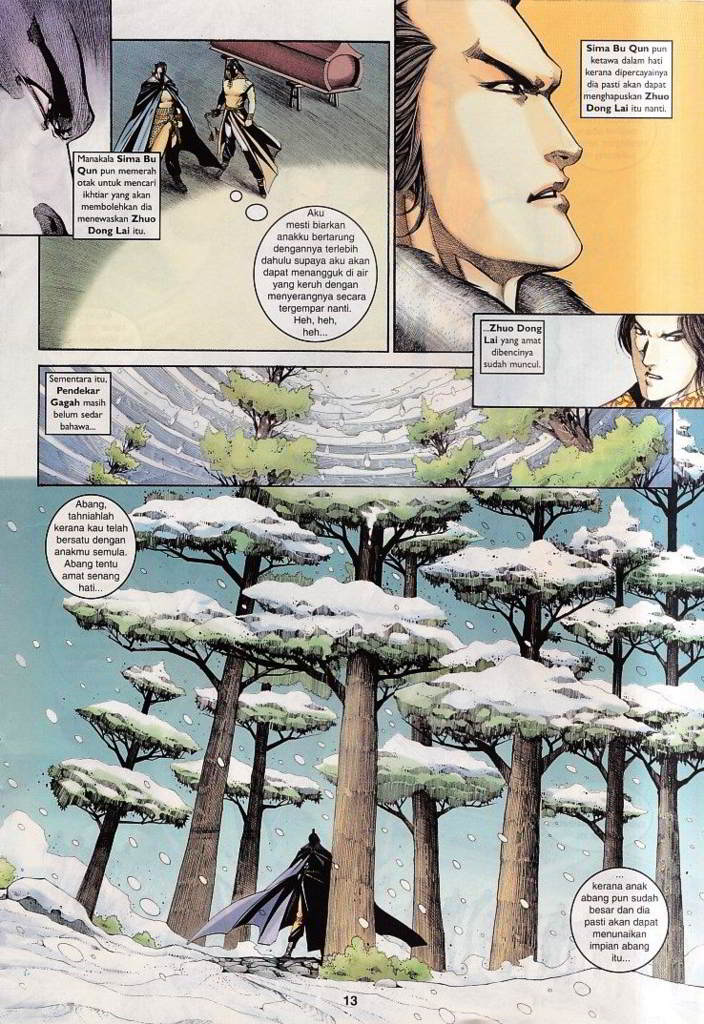 Manakala Sima Bu
Qun pun memerah
otak untuk mencari
ikhtiar yang akan
membolehkan dia
menewaskan Zhuo
Dong Lai itu.
Aku
mesti biarkan
anakku bertarung
dengannya terlebih
dahulu supaya aku akan
dapat menangguk di air
yang keruh dengan
menyerangnya secara
tergempar nanti.
Heh, heh,
heh...
Sima Bu Qun pun
ketawa dalam hati
kerana dipercayainya
dia pasti akan dapat
menghapuskan Zhuo
Dong Lai itu nanti.
...Zhuo Dong
Lai yang amat
dibencinya
sudah muncul.
Sementara itu,
Pendekar
Gagah masih
belum sedar
bahawa...
Abang,
tahniahlah
kerana kau telah
bersatu dengan
anakmu semula.
Abang tentu
amat senang
hati...
...
kerana anak
abang pun sudah
besar dan dia
pasti akan dapat
menunaikan
impian abang
itu...
13